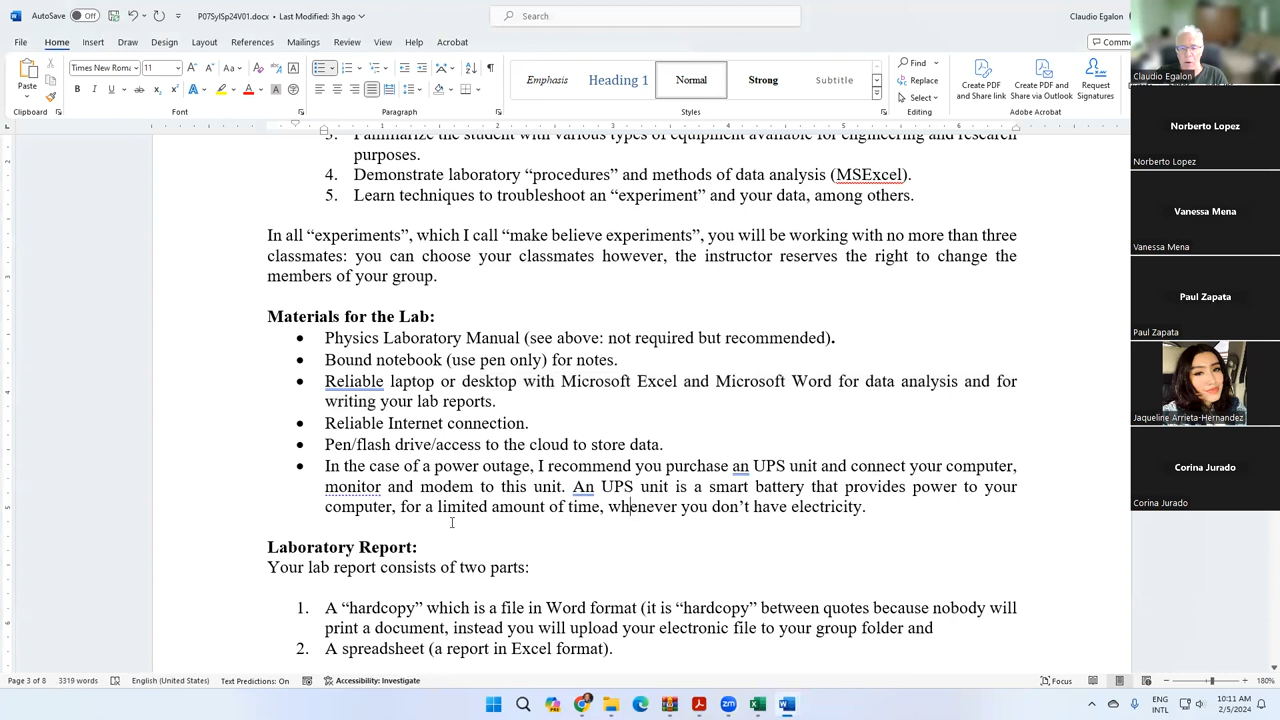 AutoSave Off P07SylSp24V01.docx • Last Modified: 3h ago Search Claudio Egalon
File Home Insert Draw Design Layout References Mailings Review View Help Acrobat Comme
Paste Times New Roma 11 Emphasis Heading 1 Normal Strong Subtitle Find Replace Select Create PDF and Share link Create PDF and Share via Outlook Request Signatures
Clipboard Font Paragraph Styles Editing Adobe Acrobat
3. Familiarize the student with various types of equipment available for engineering and research
purposes.
4. Demonstrate laboratory “procedures” and methods of data analysis (MSExcel).
5. Learn techniques to troubleshoot an “experiment” and your data, among others.
In all “experiments”, which I call “make believe experiments”, you will be working with no more than three
classmates: you can choose your classmates however, the instructor reserves the right to change the
members of your group.
Materials for the Lab:
• Physics Laboratory Manual (see above: not required but recommended).
• Bound notebook (use pen only) for notes.
• Reliable laptop or desktop with Microsoft Excel and Microsoft Word for data analysis and for
writing your lab reports.
• Reliable Internet connection.
• Pen/flash drive/access to the cloud to store data.
• In the case of a power outage, I recommend you purchase an UPS unit and connect your computer,
monitor and modem to this unit. An UPS unit is a smart battery that provides power to your
computer, for a limited amount of time, whenever you don’t have electricity.
Laboratory Report:
Your lab report consists of two parts:
1. A “hardcopy” which is a file in Word format (it is “hardcopy” between quotes because nobody will
print a document, instead you will upload your electronic file to your group folder and
2. A spreadsheet (a report in Excel format).
Page 3 of 8 3319 words English (United States) Text Predictions: On Accessibility: Investigate Focus 180%
ENG INTL 10:11 AM 2/5/2024
Claudio Egalon
Norberto Lopez
Norberto Lopez
Vanessa Mena
Vanessa Mena
Paul Zapata
Paul Zapata
Jaqueline Arrieta-Hernandez
Corina Jurado
Corina Jurado